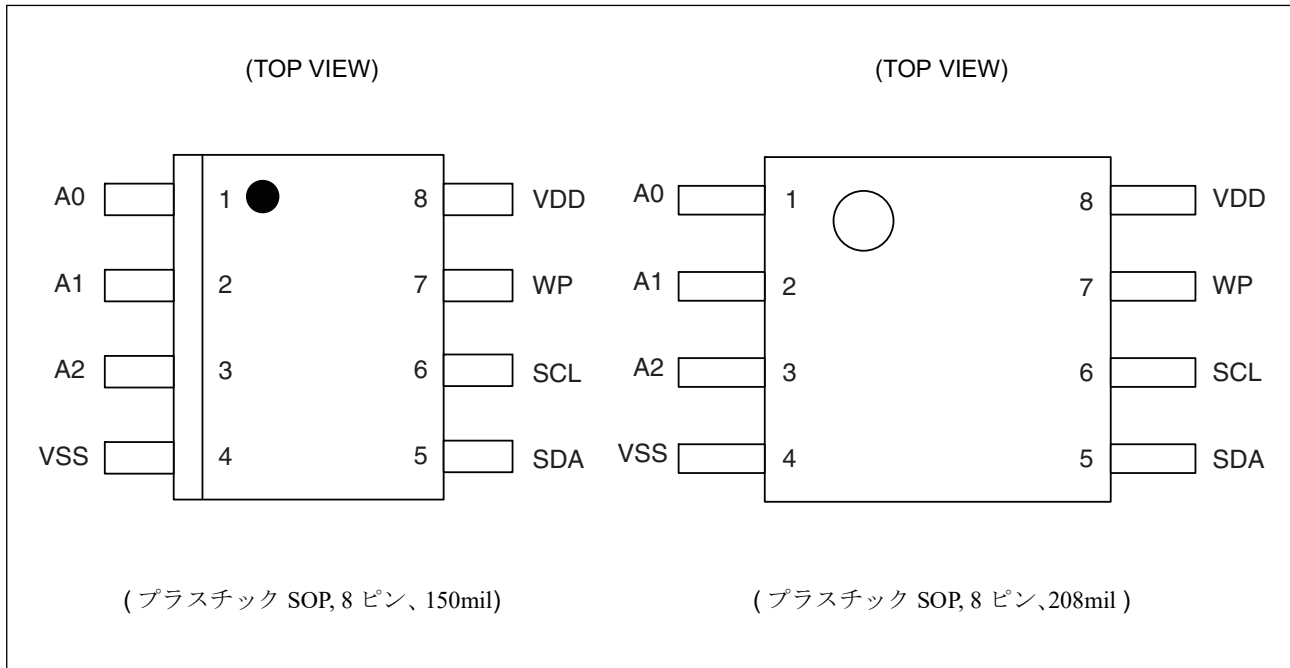 (TOP VIEW)
A0 1 8 VDD
A1 2 7 WP
A2 3 6 SCL
VSS 4 5 SDA
( プラスチック SOP, 8 ピン、150mil)
(TOP VIEW)
A0 1 8 VDD
A1 2 7 WP
A2 3 6 SCL
VSS 4 5 SDA
( プラスチック SOP, 8 ピン、208mil )